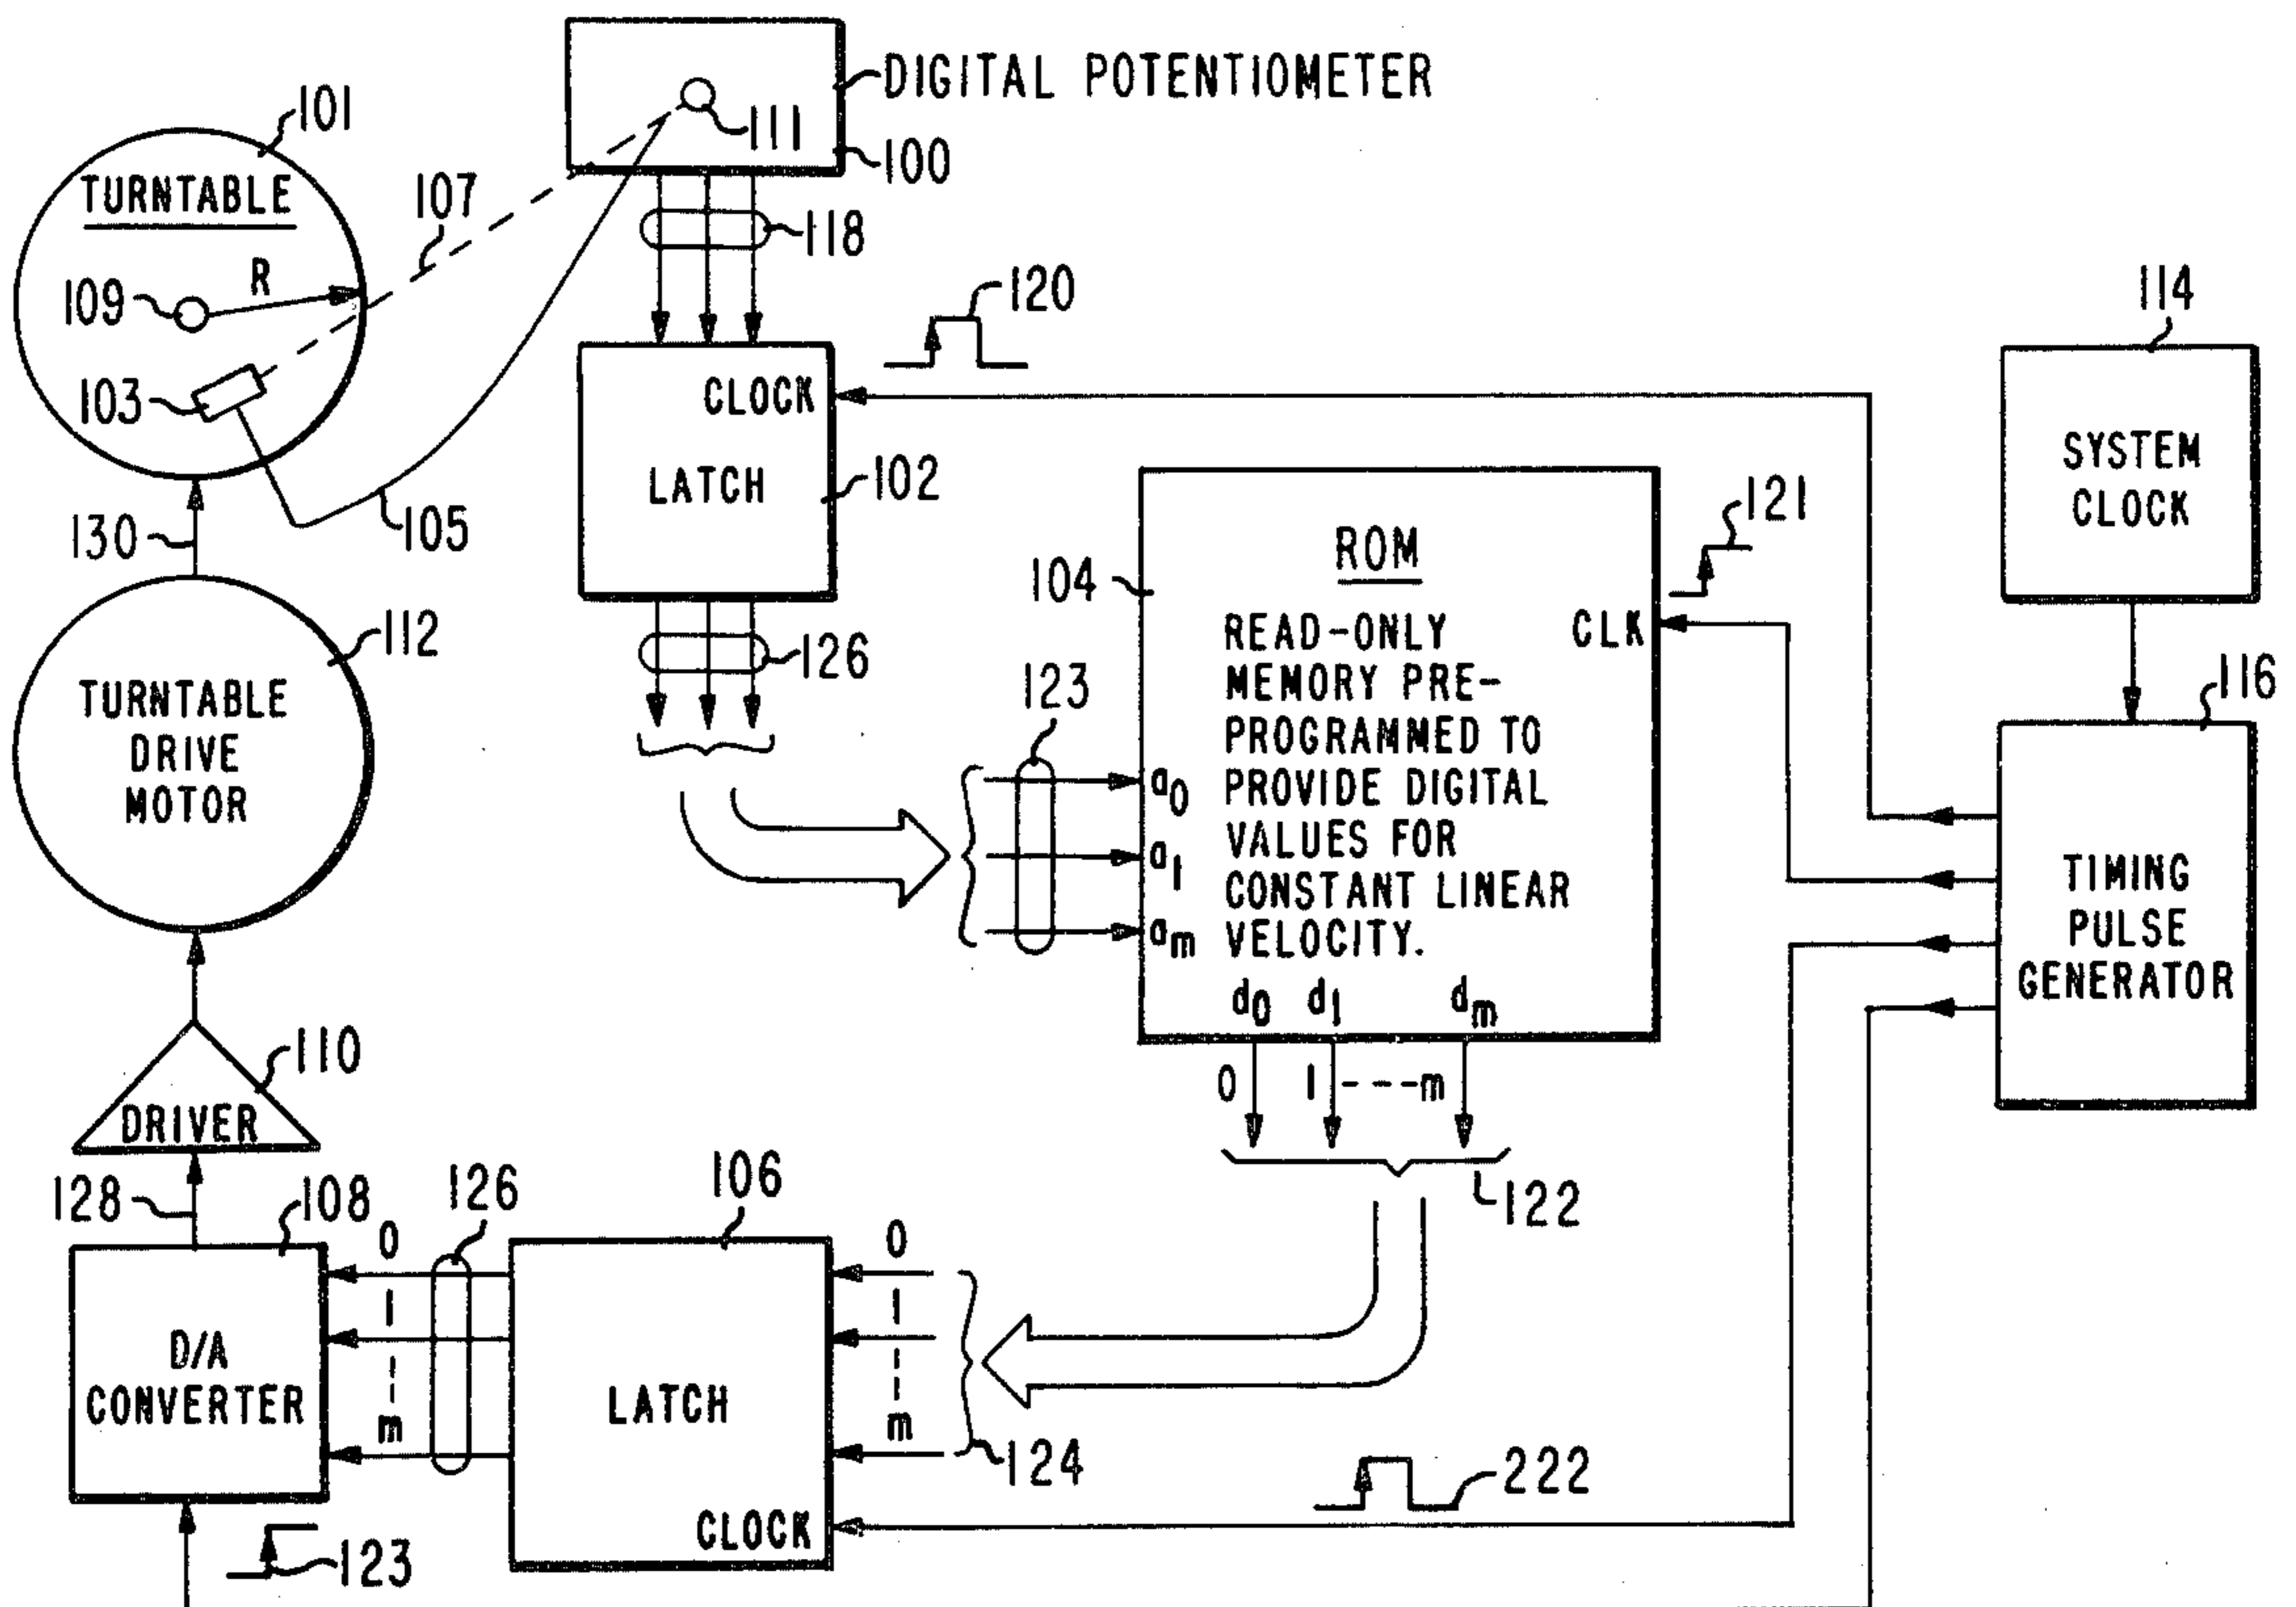 DIGITAL POTENTIOMETER
111
100
101
TURNTABLE
107
R
109
103
118
120
114
CLOCK
LATCH
102
SYSTEM
CLOCK
105
130
121
104
ROM
READ-ONLY
MEMORY PRE-
PROGRAMMED TO
PROVIDE DIGITAL
VALUES FOR
CONSTANT LINEAR
VELOCITY.
CLK
112
TURNTABLE
DRIVE
MOTOR
126
123
a0
a1
am
116
TIMING
PULSE
GENERATOR
d0 d1 dm
0 1 ---m
122
110
DRIVER
128
108
126
106
0
1
m
0
1
m
D/A
CONVERTER
LATCH
124
CLOCK
222
123